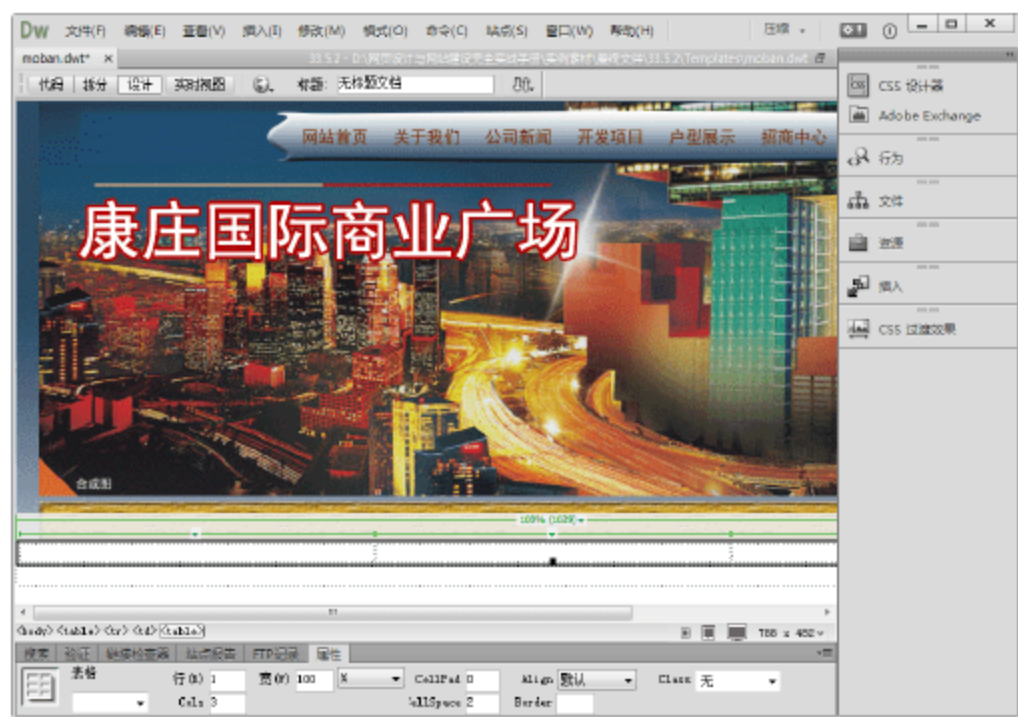 Dw 文件(F) 编辑(E) 查看(V) 插入(I) 修改(M) 格式(O) 命令(C) 站点(S) 窗口(W) 帮助(H) 压缩
moban.dwt* ×
代码 拆分 设计 实时视图 标题: 无标题文档
网站首页 关于我们 公司新闻 开发项目 户型展示 招商中心
康庄国际商业广场
合成图
100% (1029)
<body><table><tr><td><table>
搜索 验证 链接检查器 站点报告 FTP记录 属性
表格 行(R) 1 宽(W) 100 % CellPad 0 Align 默认 Class 无
Cols 3 CellSpace 2 Border
CSS 设计器
Adobe Exchange
行为
文件
资源
插入
CSS 过渡效果